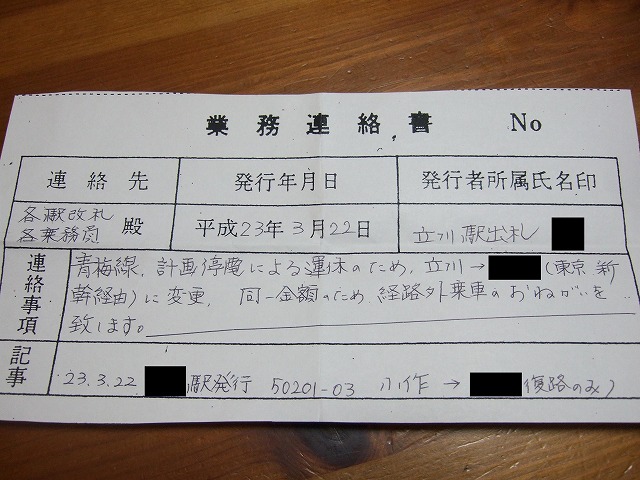 業務連絡書 No
連絡先 発行年月日 発行者所属氏名印
各駅改札
各乗務員 殿 平成23年3月22日 立川駅出札
連絡事項 青梅線、計画停電による運休のため、立川→(東京 新
幹経由)に変更、同一金額のため、経路外乗車のおねがいを
致します。
記事 23.3.22 駅発行 50201-03 小作→ 復路のみ)